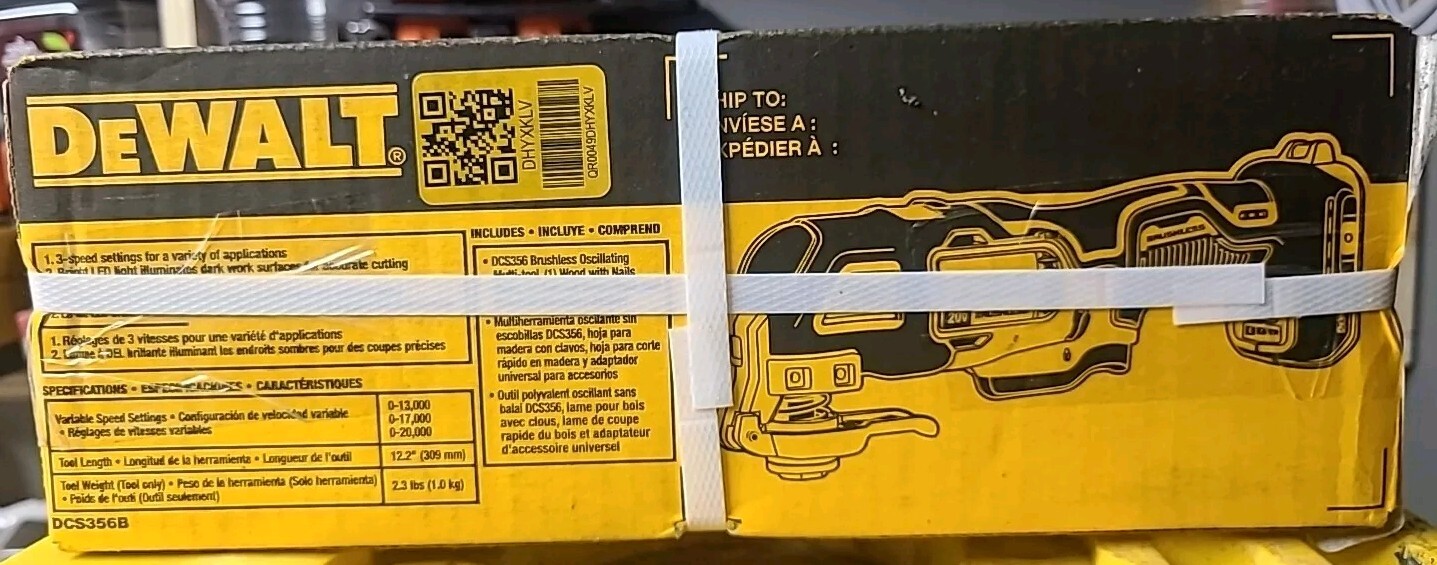 DEWALT®
DHYXKLV
QR0049DHYXKLV
HIP TO:
NVÍESE A :
XPÉDIER À :
1. 3-speed settings for a variety of applications
2. Bright LED light illuminates dark work surfaces for accurate cutting
1. Réglages de 3 vitesses pour une variété d'applications
2. Lampe à DEL brillante illuminant les endroits sombres pour des coupes précises
SPECIFICATIONS • ESPECIFICACIONES • CARACTÉRISTIQUES
Variable Speed Settings • Configuración de velocidad variable
• Réglages de vitesses variables
0-13,000
0-17,000
0-20,000
Tool Length • Longitud de la herramienta • Longueur de l'outil
12.2" (309 mm)
Tool Weight (Tool only) • Peso de la herramienta (Solo herramienta)
• Poids de l'outil (Outil seulement)
2.3 lbs (1.0 kg)
DCS356B
INCLUDES • INCLUYE • COMPREND
• DCS356 Brushless Oscillating
Multi-tool, (1) Wood with Nails
• Multiherramienta oscilante sin
escobillas DCS356, hoja para
madera con clavos, hoja para corte
rápido en madera y adaptador
universal para accesorios
• Outil polyvalent oscillant sans
balai DCS356, lame pour bois
avec clous, lame de coupe
rapide du bois et adaptateur
d'accessoire universel
BRUSHLESS
20V